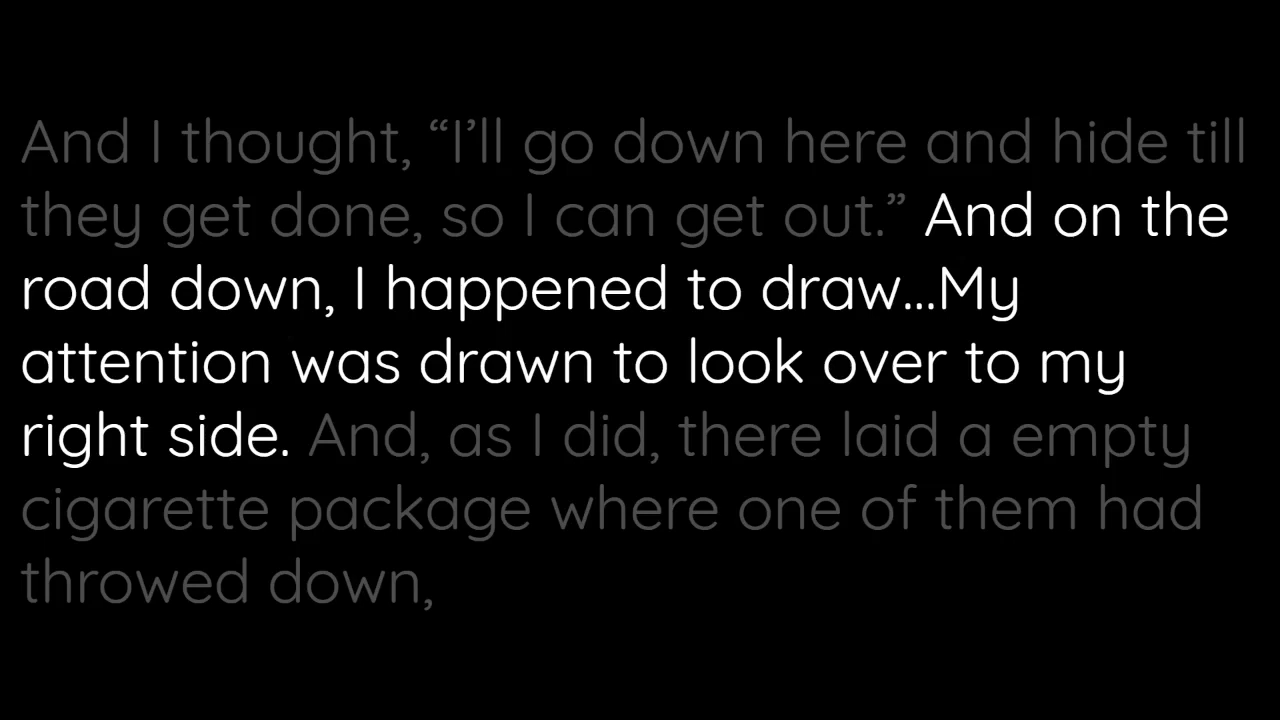 And I thought, “I’ll go down here and hide till
they get done, so I can get out.” And on the
road down, I happened to draw...My
attention was drawn to look over to my
right side. And, as I did, there laid a empty
cigarette package where one of them had
throwed down,